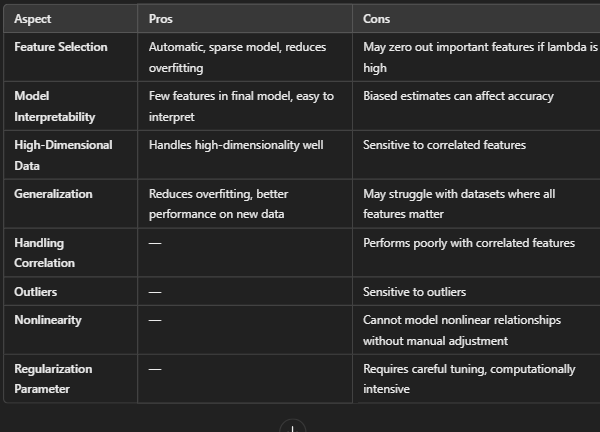 Aspect Pros Cons
Feature Selection Automatic, sparse model, reduces May zero out important features if lambda is
overfitting high
Model Few features in final model, easy to Biased estimates can affect accuracy
Interpretability interpret
High-Dimensional Handles high-dimensionality well Sensitive to correlated features
Data
Generalization Reduces overfitting, better May struggle with datasets where all
performance on new data features matter
Handling — Performs poorly with correlated features
Correlation
Outliers — Sensitive to outliers
Nonlinearity — Cannot model nonlinear relationships
without manual adjustment
Regularization — Requires careful tuning, computationally
Parameter intensive